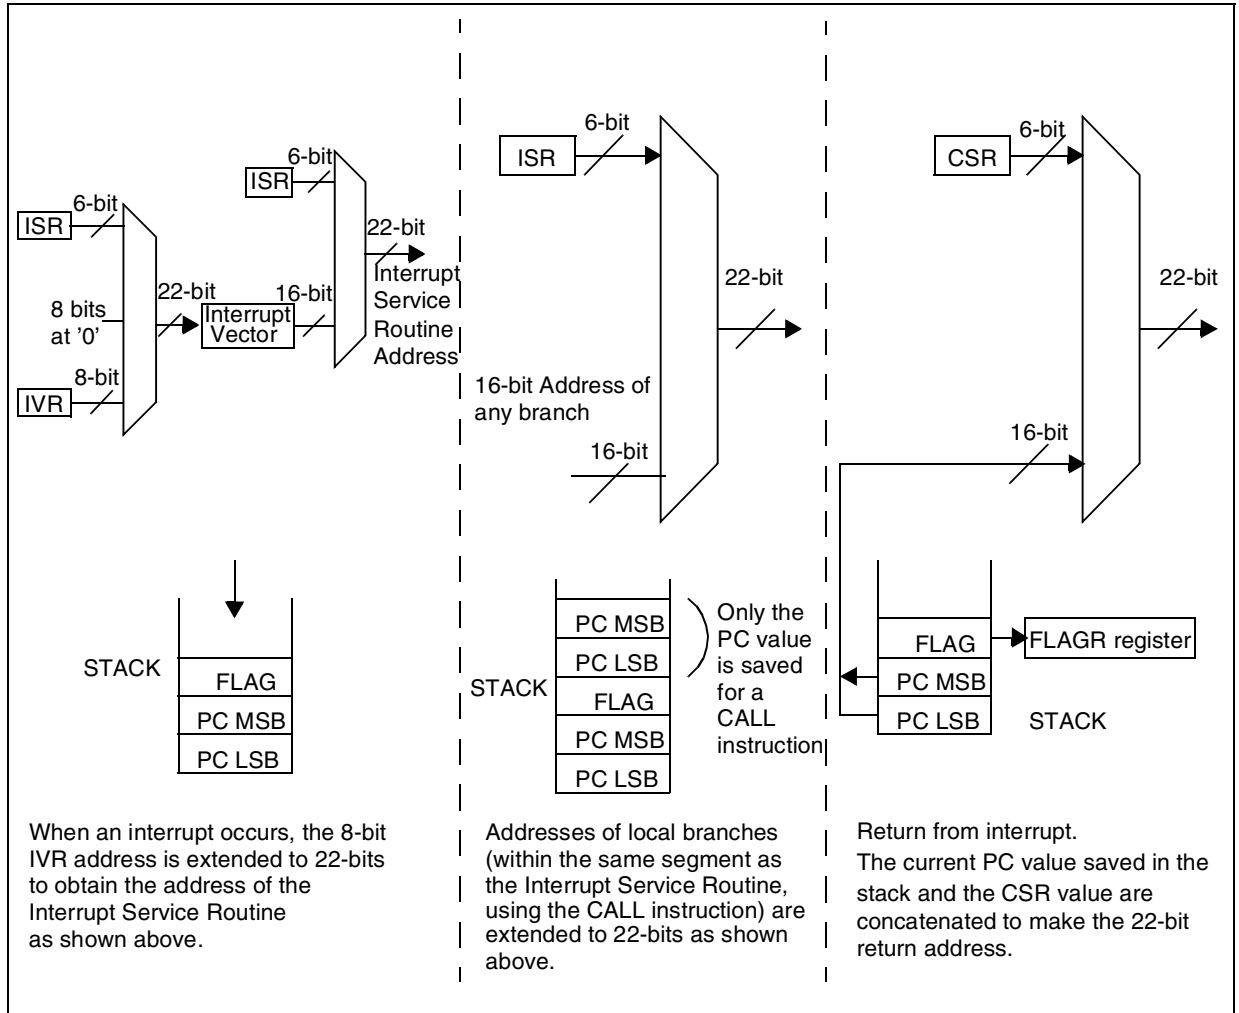 6-bit
ISR
6-bit
ISR
22-bit
Interrupt
Service
Routine
Address
8 bits
at '0'
22-bit
Interrupt
Vector
16-bit
8-bit
IVR
STACK
FLAG
PC MSB
PC LSB
When an interrupt occurs, the 8-bit
IVR address is extended to 22-bits
to obtain the address of the
Interrupt Service Routine
as shown above.
6-bit
ISR
22-bit
16-bit Address of
any branch
16-bit
STACK
PC MSB
PC LSB
FLAG
PC MSB
PC LSB
Only the
PC value
is saved
for a
CALL
instruction
Addresses of local branches
(within the same segment as
the Interrupt Service Routine,
using the CALL instruction) are
extended to 22-bits as shown
above.
6-bit
CSR
22-bit
16-bit
FLAG
PC MSB
PC LSB
FLAGR register
STACK
Return from interrupt.
The current PC value saved in the
stack and the CSR value are
concatenated to make the 22-bit
return address.